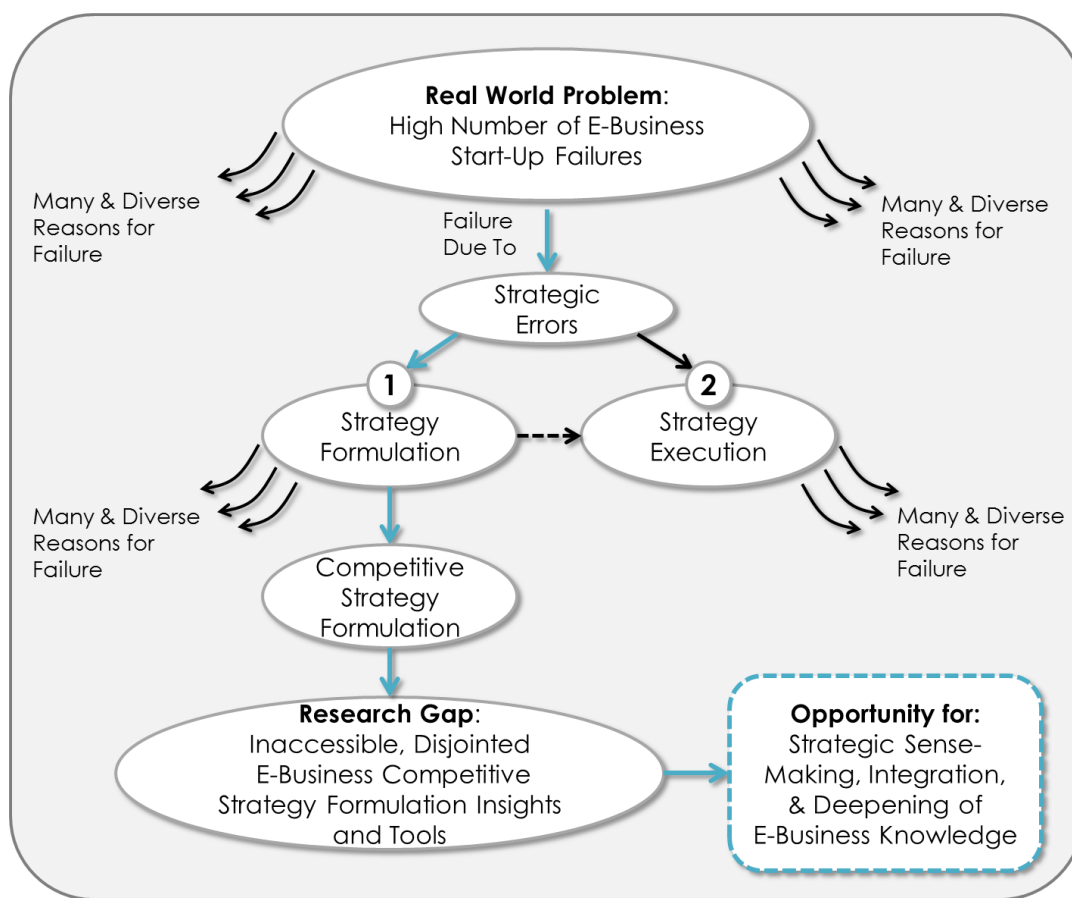 Real World Problem:
High Number of E-Business
Start-Up Failures
Many & Diverse
Reasons for
Failure
Many & Diverse
Reasons for
Failure
Failure
Due To
Strategic
Errors
1
Strategy
Formulation
2
Strategy
Execution
Many & Diverse
Reasons for
Failure
Many & Diverse
Reasons for
Failure
Competitive
Strategy
Formulation
Research Gap:
Inaccessible, Disjointed
E-Business Competitive
Strategy Formulation Insights
and Tools
Opportunity for:
Strategic Sense-
Making, Integration,
& Deepening of
E-Business Knowledge